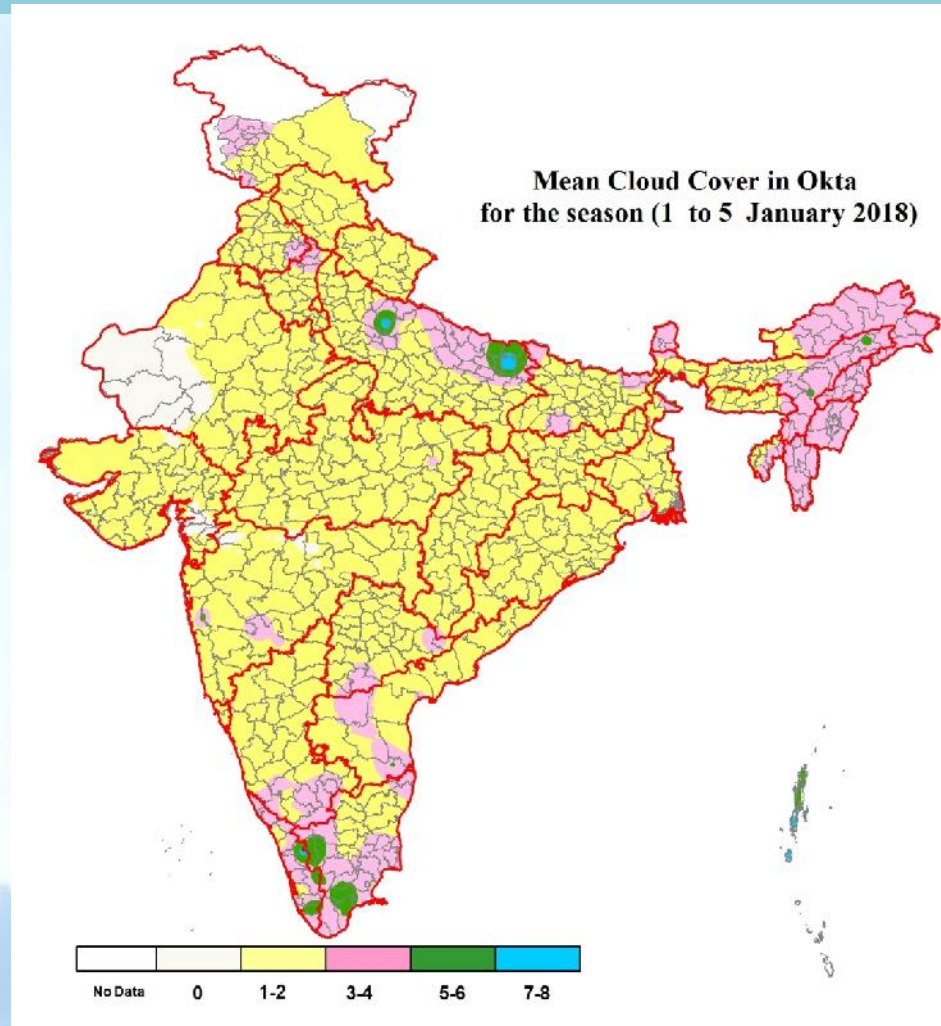 Mean Cloud Cover in Okta
for the season (1 to 5 January 2018)
No Data 0 1-2 3-4 5-6 7-8